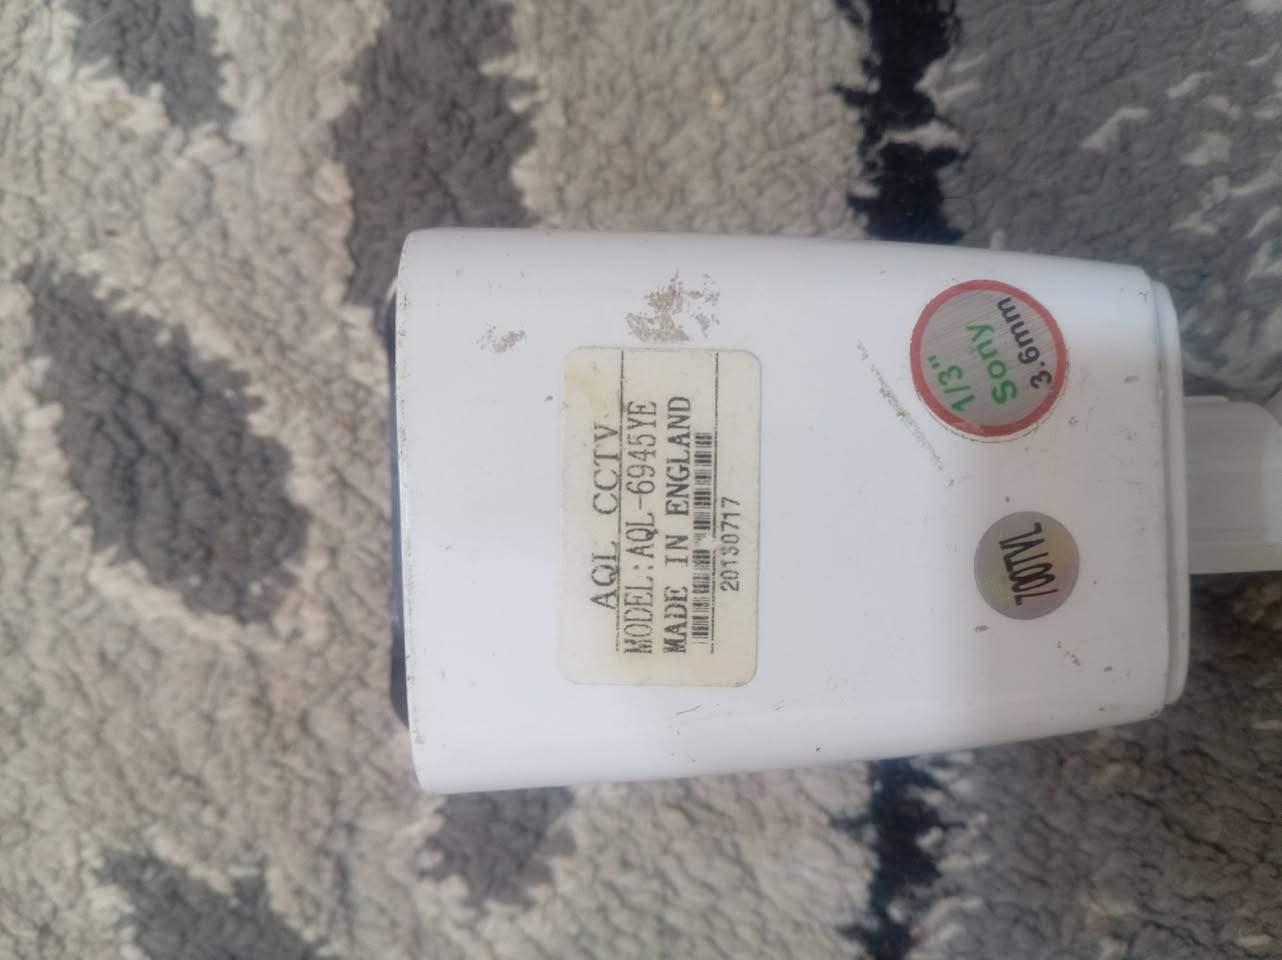 AQL CCTV
MODEL:AQL-6945YE
MADE IN ENGLAND
20130717
1/3"
Sony
3.6mm
700TVL